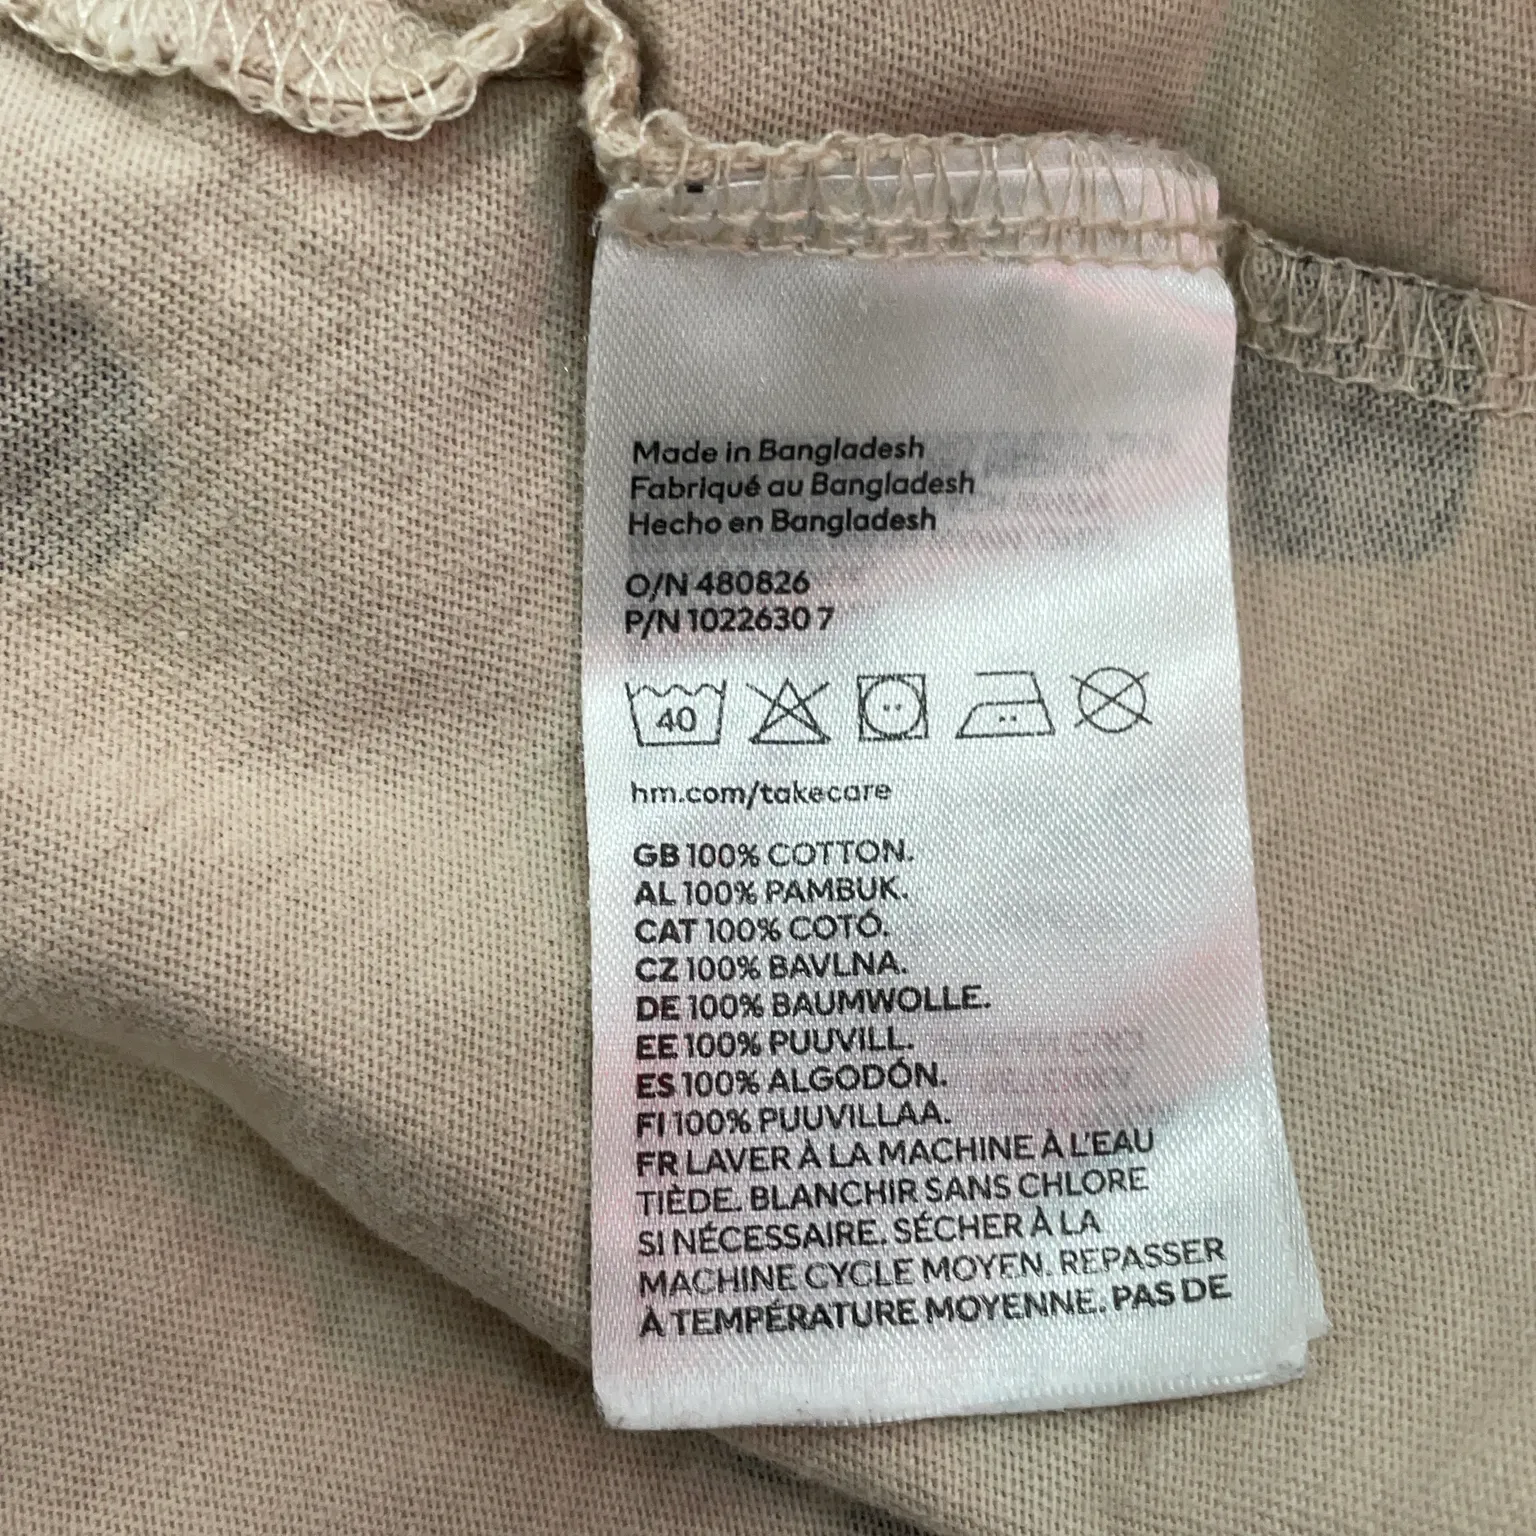 Made in Bangladesh
Fabriqué au Bangladesh
Hecho en Bangladesh
O/N 480826
P/N 1022630 7
40
hm.com/takecare
GB 100% COTTON.
AL 100% PAMBUK.
CAT 100% COTÓ.
CZ 100% BAVLNA.
DE 100% BAUMWOLLE.
EE 100% PUUVILL.
ES 100% ALGODÓN.
FI 100% PUUVILLAA.
FR LAVER À LA MACHINE À L'EAU
TIÈDE. BLANCHIR SANS CHLORE
SI NÉCESSAIRE. SÉCHER À LA
MACHINE CYCLE MOYEN. REPASSER
À TEMPÉRATURE MOYENNE. PAS DE